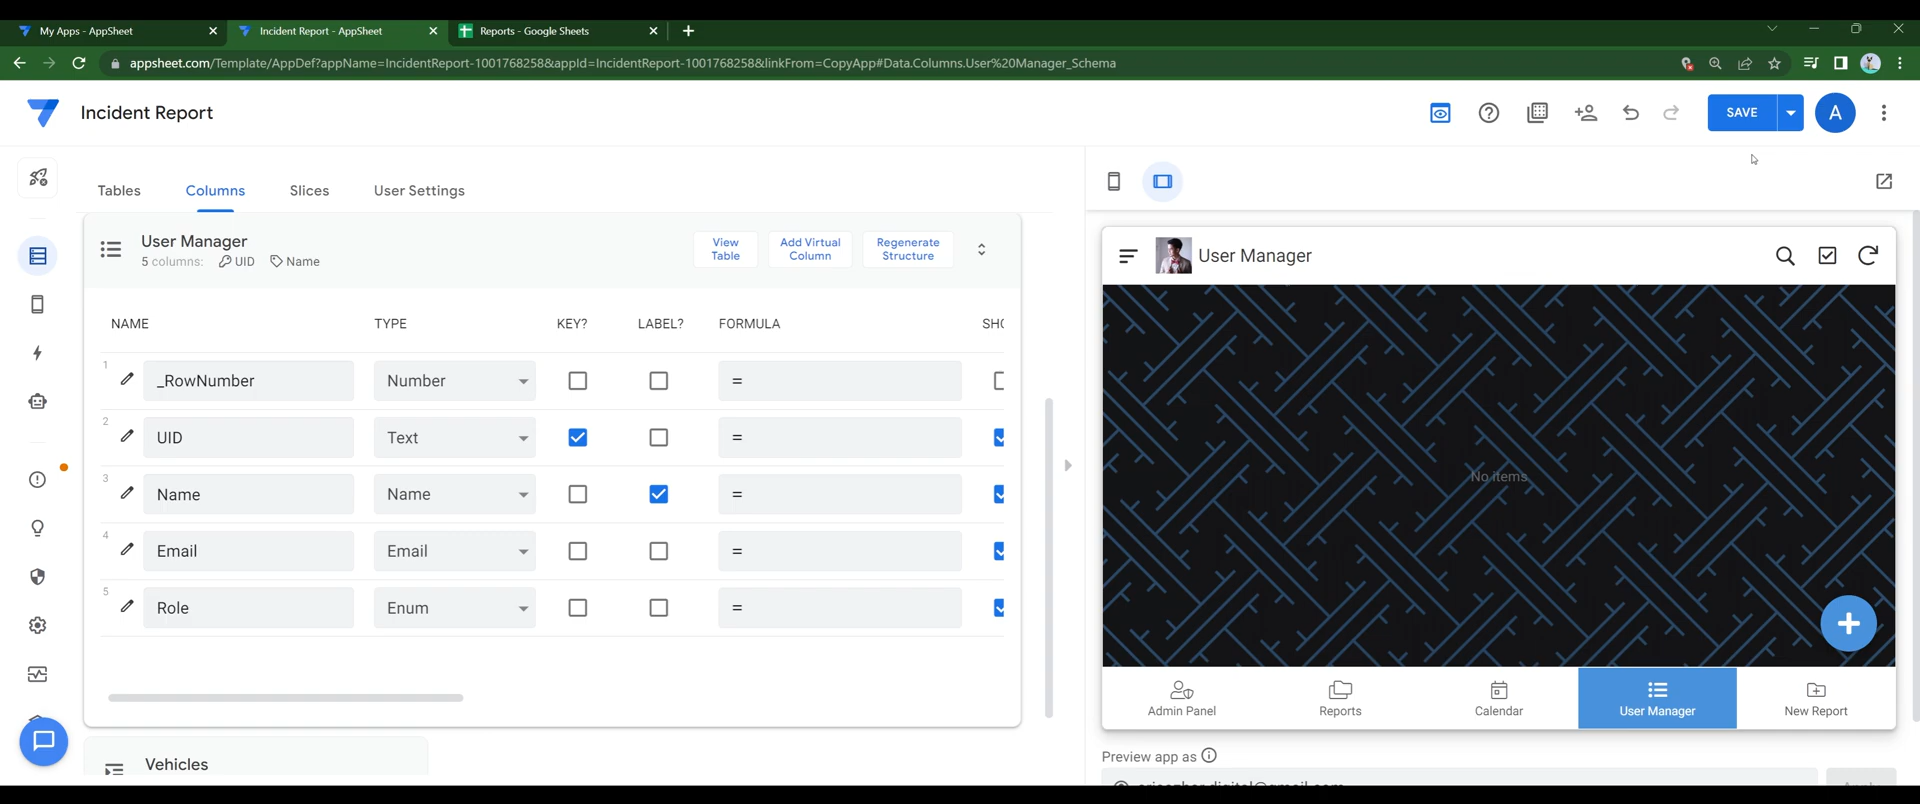 My Apps - AppSheet
Incident Report - AppSheet
Reports - Google Sheets
appsheet.com/Template/AppDef?appName=IncidentReport-1001768258&appId=IncidentReport-1001768258&linkFrom=CopyApp#Data.Columns.User%20Manager_Schema
Incident Report
SAVE
A
Tables
Columns
Slices
User Settings
User Manager
5 columns: UID Name
View Table
Add Virtual Column
Regenerate Structure
NAME TYPE KEY? LABEL? FORMULA
1 _RowNumber Number =
2 UID Text =
3 Name Name =
4 Email Email =
5 Role Enum =
Vehicles
User Manager
No items
Admin Panel
Reports
Calendar
User Manager
New Report
Preview app as